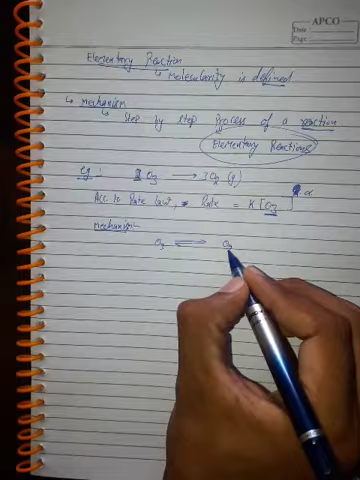 APCO
Date
Page
Elementary Reaction
↳ Molecularity is defined
↳ mechanism
↳ Step by step Process of a reaction
Elementary Reactions
eg: 2O3 → 3O2 (g)
Acc. to Rate law, Rate = K [O3]^α
mechanism
O3 ⇌ O3